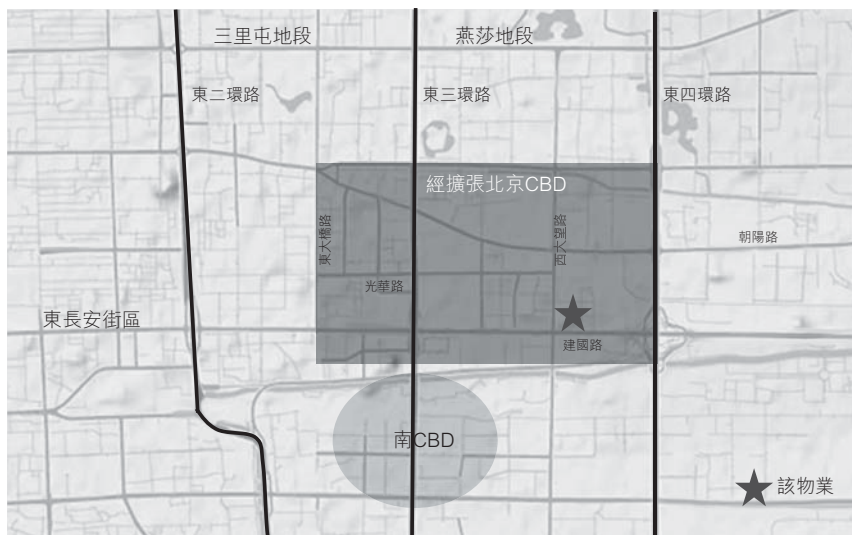 三里屯地段
燕莎地段
東二環路
東三環路
東四環路
經擴張北京CBD
東大橋路
西大望路
朝陽路
光華路
東長安街區
建國路
南CBD
該物業